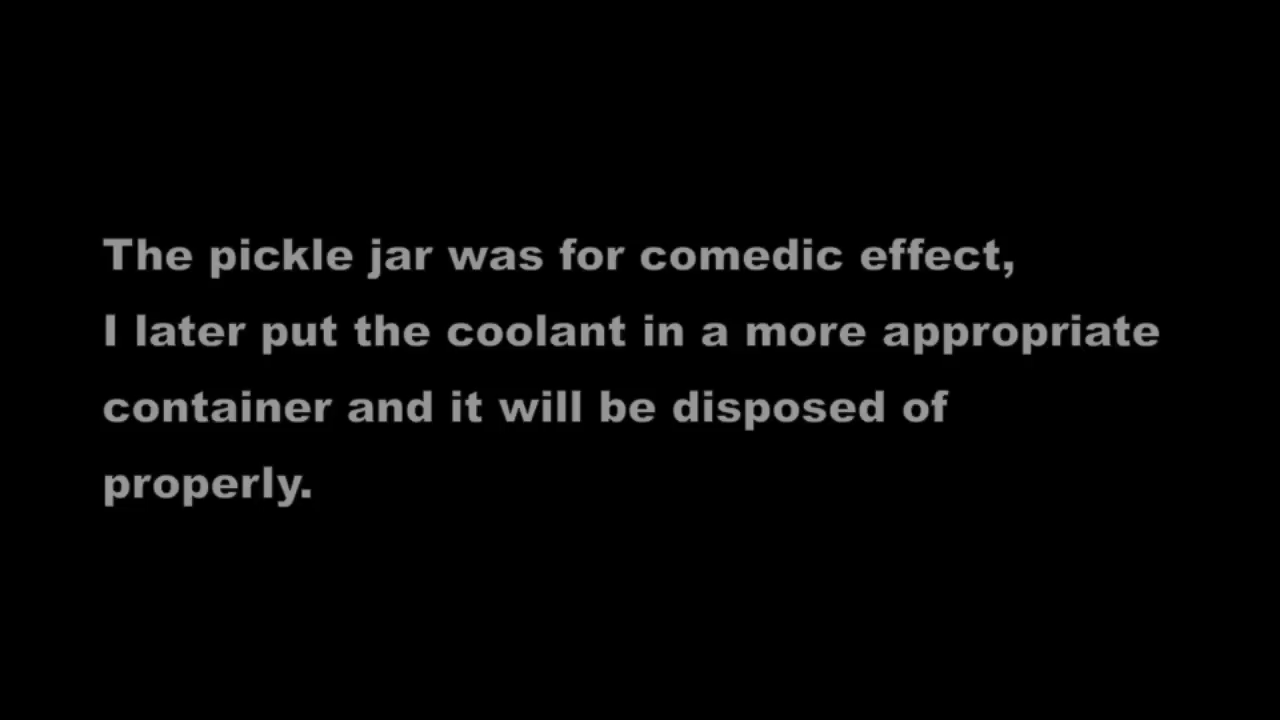 The pickle jar was for comedic effect,
I later put the coolant in a more appropriate
container and it will be disposed of
properly.